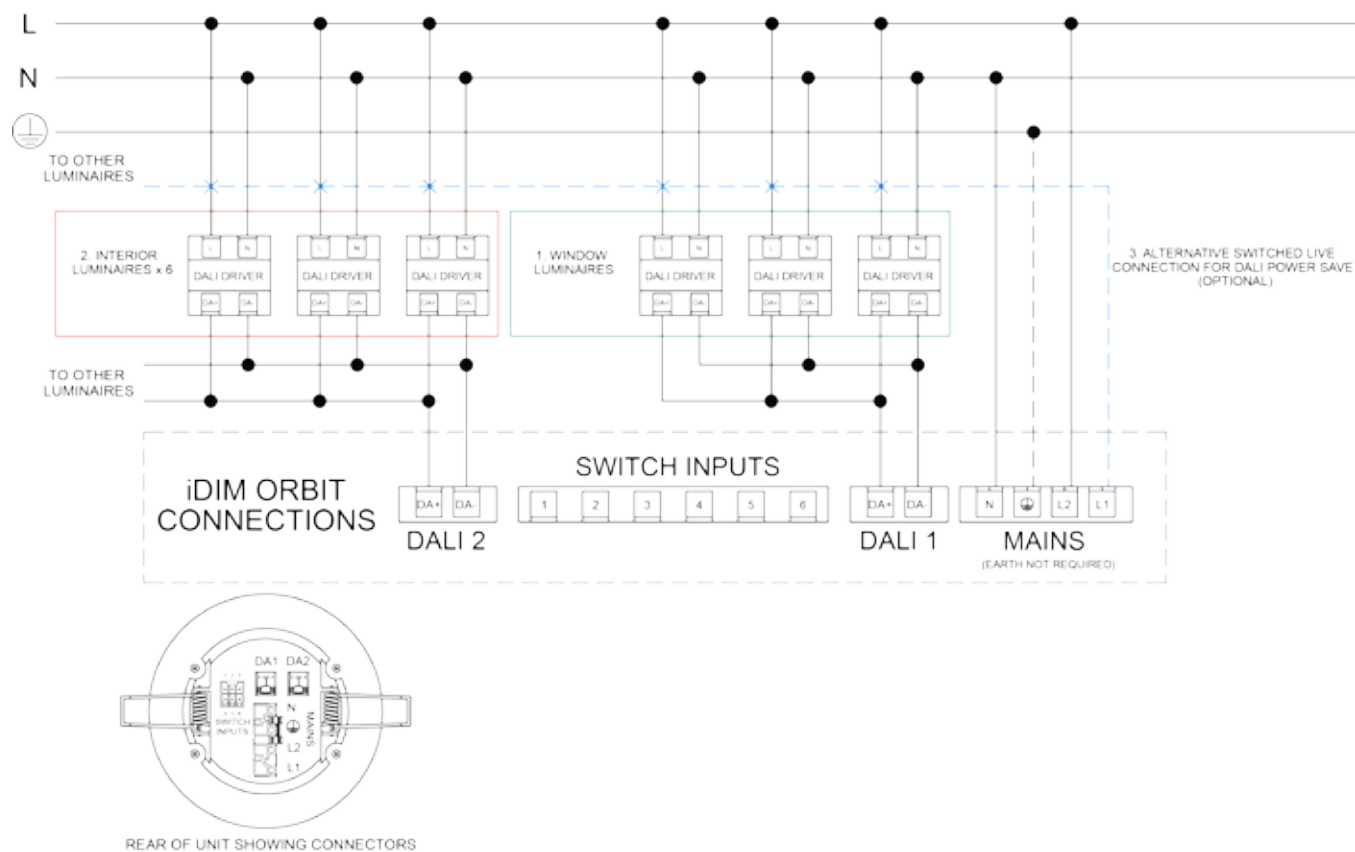 L
N
TO OTHER
LUMINAIRES
2. INTERIOR
LUMINAIRES x 6
L N L N L N
DALI DRIVER DALI DRIVER DALI DRIVER
DA+ DA- DA+ DA- DA+ DA-
1. WINDOW
LUMINAIRES
L N L N L N
DALI DRIVER DALI DRIVER DALI DRIVER
DA+ DA- DA+ DA- DA+ DA-
3. ALTERNATIVE SWITCHED LIVE
CONNECTION FOR DALI POWER SAVE
(OPTIONAL)
TO OTHER
LUMINAIRES
iDIM ORBIT
CONNECTIONS
DA+ DA-
DALI 2
SWITCH INPUTS
1 2 3 4 5 6
DA+ DA-
DALI 1
N L2 L1
MAINS
(EARTH NOT REQUIRED)
DA1 DA2
SWITCH
INPUTS
N
L2
L1
MAINS
REAR OF UNIT SHOWING CONNECTORS